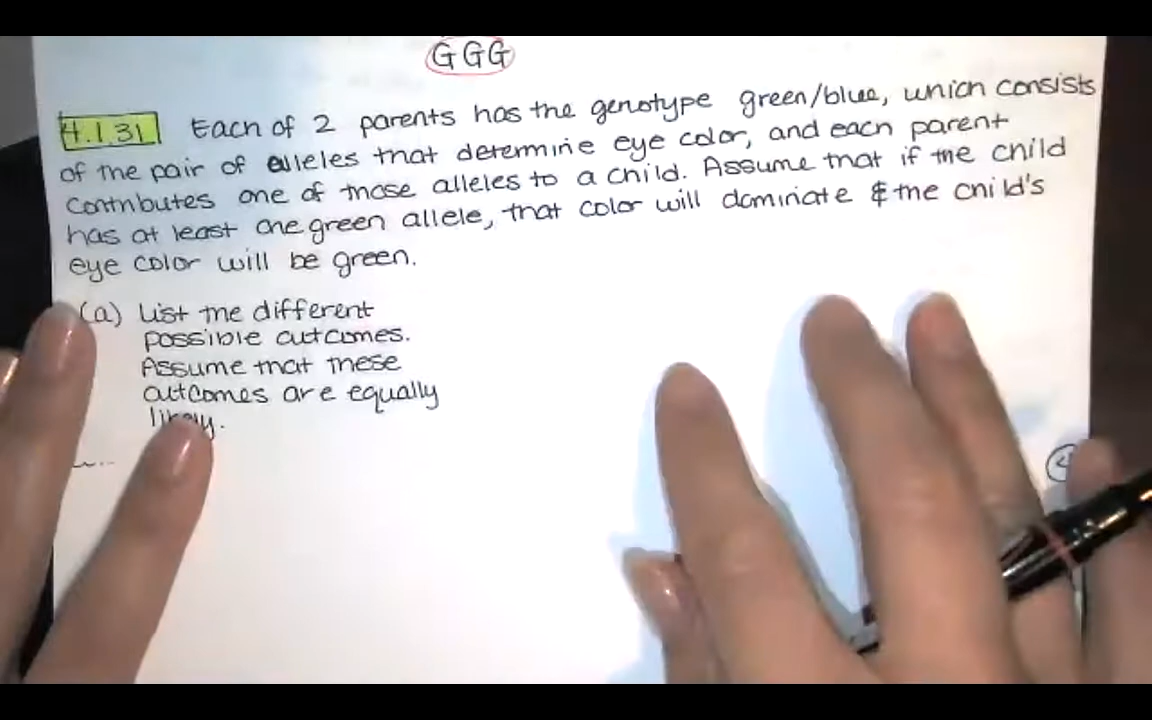 GGG
4.1.31 Each of 2 parents has the genotype green/blue, which consists
of the pair of alleles that determine eye color, and each parent
contributes one of those alleles to a child. Assume that if the child
has at least one green allele, that color will dominate & the child's
eye color will be green.
(a) List the different
possible outcomes.
Assume that these
outcomes are equally
likely.